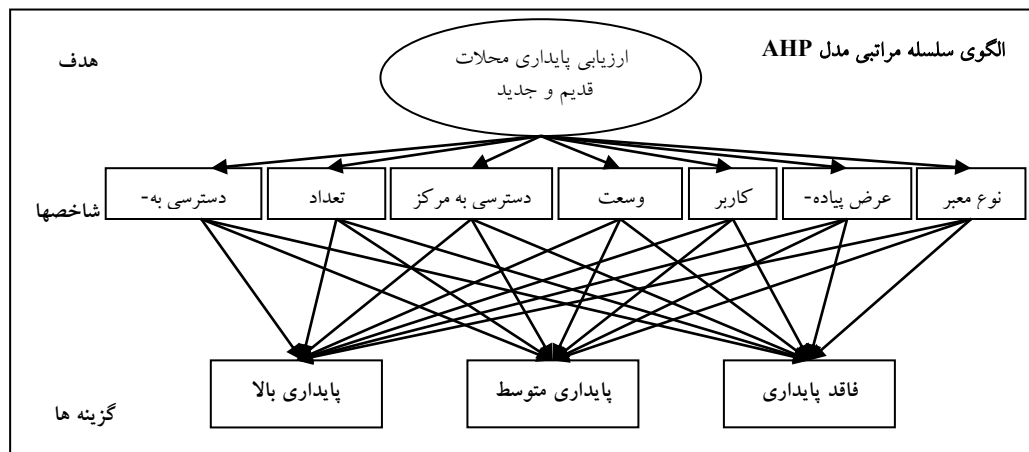 الگوی سلسله مراتبی مدل AHP
هدف
ارزیابی پایداری محلات
قدیم و جدید
شاخصها
نوع معبر
عرض پیاده-
کاربر
وسعت
دسترسی به مرکز
تعداد
دسترسی به-
گزینه ها
فاقد پایداری
پایداری متوسط
پایداری بالا